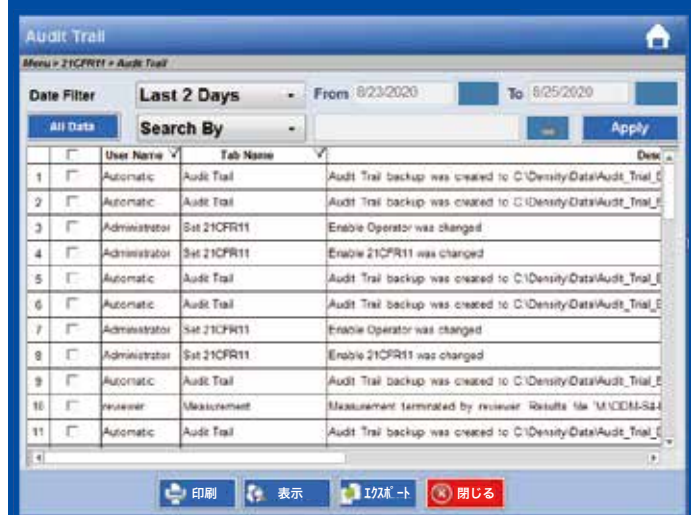 Audit Trail
Menu > 21CFR11 > Audit Trail
Date Filter Last 2 Days From 8/23/2020 To 8/25/2020
All Data Search By ... Apply
User Name Tab Name Desc
1 Automatic Audit Trail Audit Trail backup was created to C:\Density\Data\Audit_Trial_
2 Automatic Audit Trail Audit Trail backup was created to C:\Density\Data\Audit_Trial_
3 Administrator Set 21CFR11 Enable Operator was changed
4 Administrator Set 21CFR11 Enable 21CFR11 was changed
5 Automatic Audit Trail Audit Trail backup was created to C:\Density\Data\Audit_Trial_
6 Automatic Audit Trail Audit Trail backup was created to C:\Density\Data\Audit_Trial_
7 Administrator Set 21CFR11 Enable Operator was changed
8 Administrator Set 21CFR11 Enable 21CFR11 was changed
9 Automatic Audit Trail Audit Trail backup was created to C:\Density\Data\Audit_Trial_
10 reviewer Measurement Measurement terminated by reviewer. Results file
11 Automatic Audit Trail Audit Trail backup was created to C:\Density\Data\Audit_Trial_
印刷 表示 ｴｸｽﾎﾟｰﾄ 閉じる